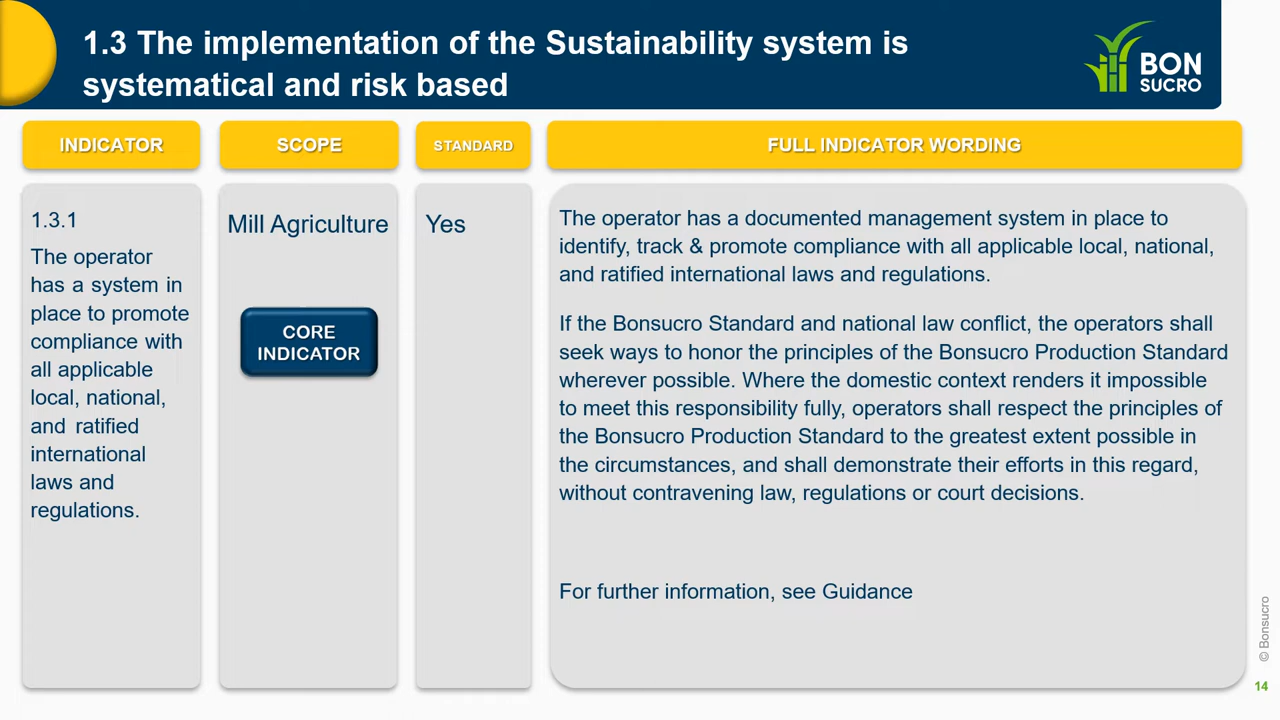 1.3 The implementation of the Sustainability system is
systematical and risk based
BON
SUCRO
INDICATOR
SCOPE
STANDARD
FULL INDICATOR WORDING
1.3.1
The operator
has a system in
place to promote
compliance with
all applicable
local, national,
and ratified
international
laws and
regulations.
Mill Agriculture
CORE
INDICATOR
Yes
The operator has a documented management system in place to
identify, track & promote compliance with all applicable local, national,
and ratified international laws and regulations.
If the Bonsucro Standard and national law conflict, the operators shall
seek ways to honor the principles of the Bonsucro Production Standard
wherever possible. Where the domestic context renders it impossible
to meet this responsibility fully, operators shall respect the principles of
the Bonsucro Production Standard to the greatest extent possible in
the circumstances, and shall demonstrate their efforts in this regard,
without contravening law, regulations or court decisions.
For further information, see Guidance
© Bonsucro
14